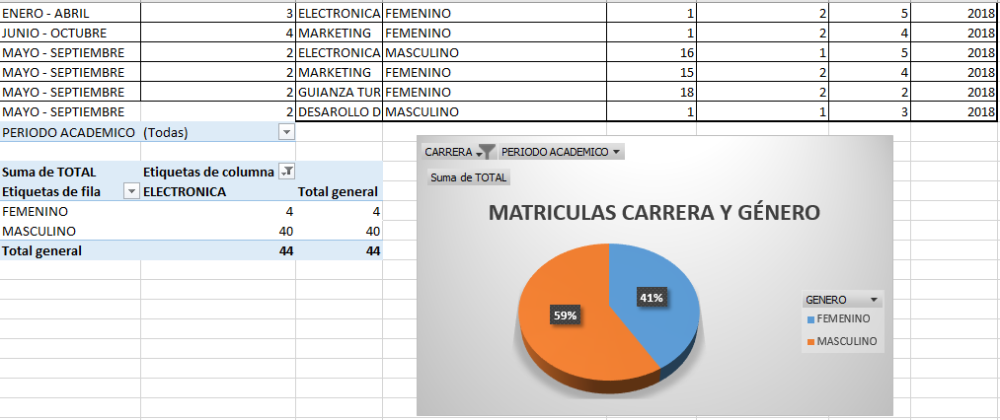 ENERO - ABRIL 3 ELECTRONICA FEMENINO 1 2 5 2018
JUNIO - OCTUBRE 4 MARKETING FEMENINO 1 2 4 2018
MAYO - SEPTIEMBRE 2 ELECTRONICA MASCULINO 16 1 5 2018
MAYO - SEPTIEMBRE 2 MARKETING FEMENINO 15 2 4 2018
MAYO - SEPTIEMBRE 2 GUIANZA TUR FEMENINO 18 2 2 2018
MAYO - SEPTIEMBRE 2 DESAROLLO D MASCULINO 1 1 3 2018
PERIODO ACADEMICO (Todas)
Suma de TOTAL Etiquetas de columna
Etiquetas de fila ELECTRONICA Total general
FEMENINO 4 4
MASCULINO 40 40
Total general 44 44
CARRERA PERIODO ACADEMICO
Suma de TOTAL
MATRICULAS CARRERA Y GÉNERO
41%
59%
GENERO
FEMENINO
MASCULINO